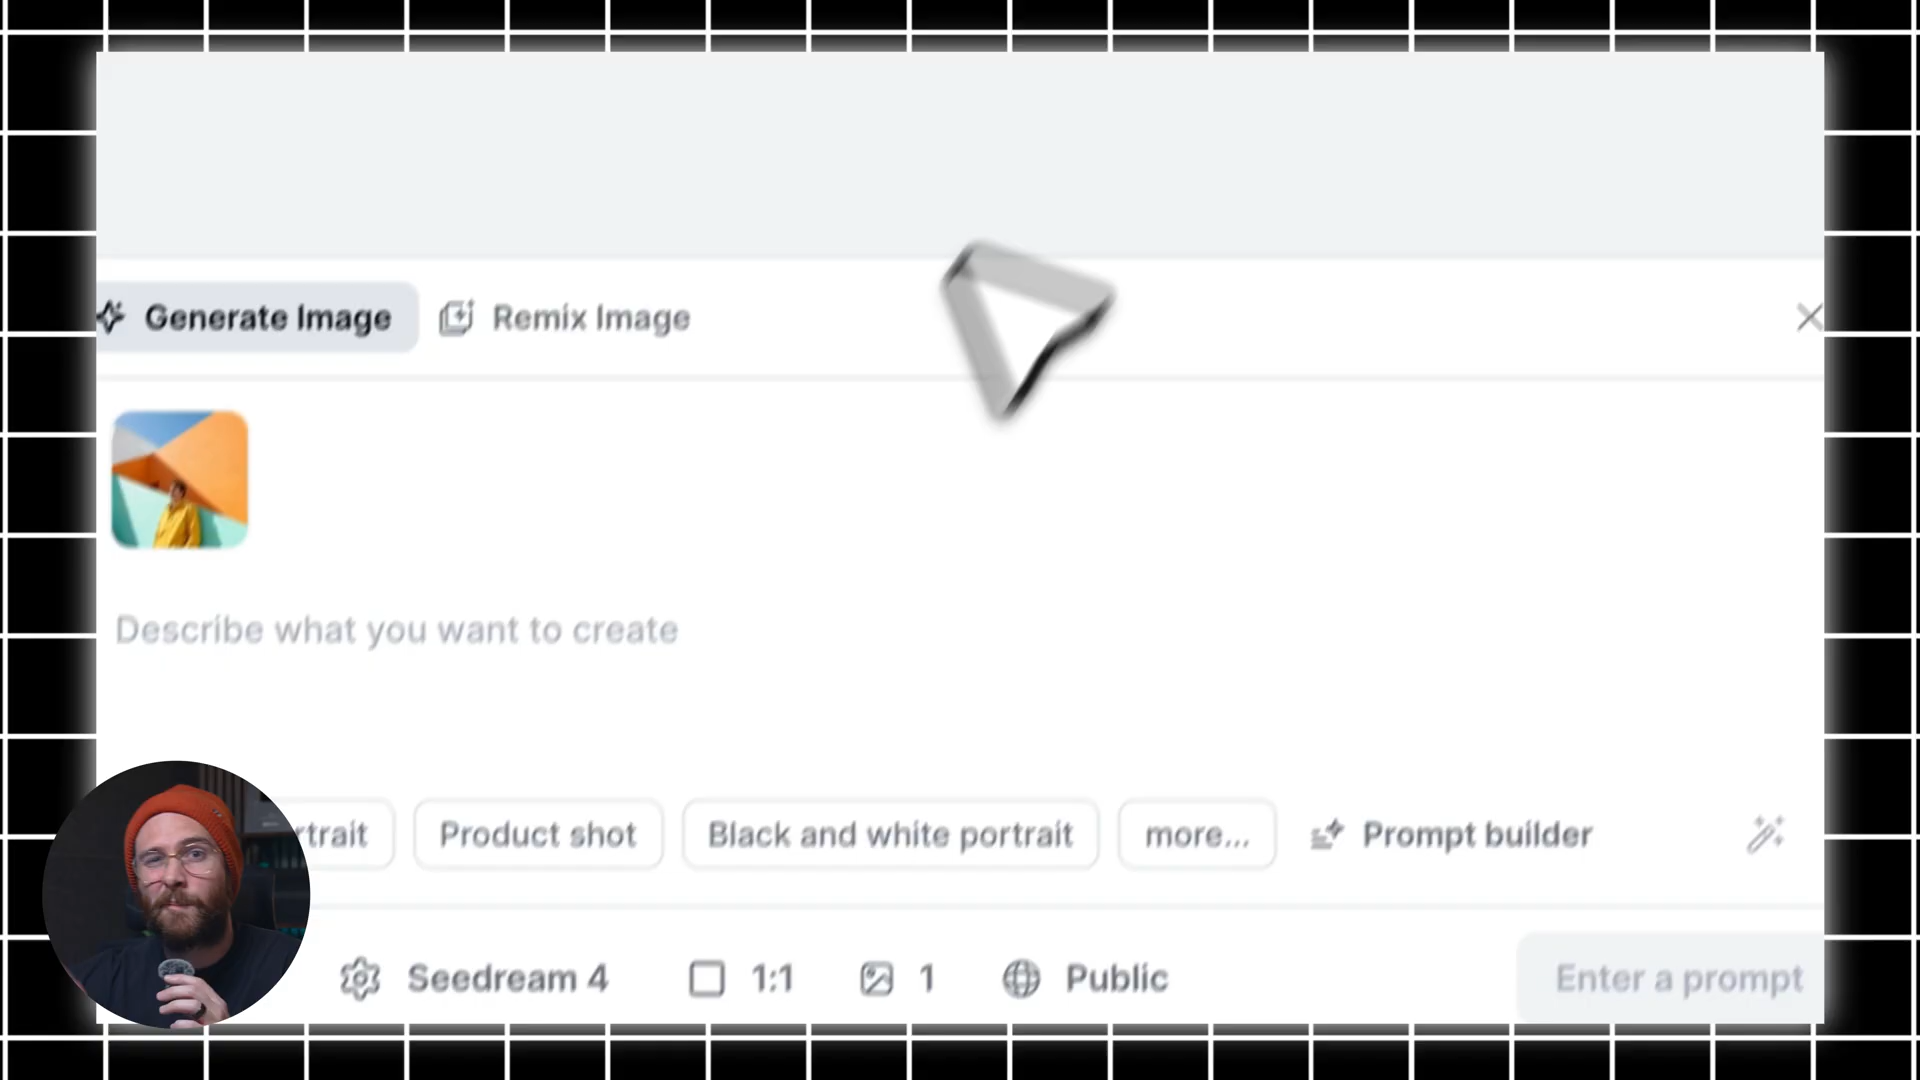 Generate Image
Remix Image
Describe what you want to create
rtrait
Product shot
Black and white portrait
more...
Prompt builder
Seedream 4
1:1
1
Public
Enter a prompt